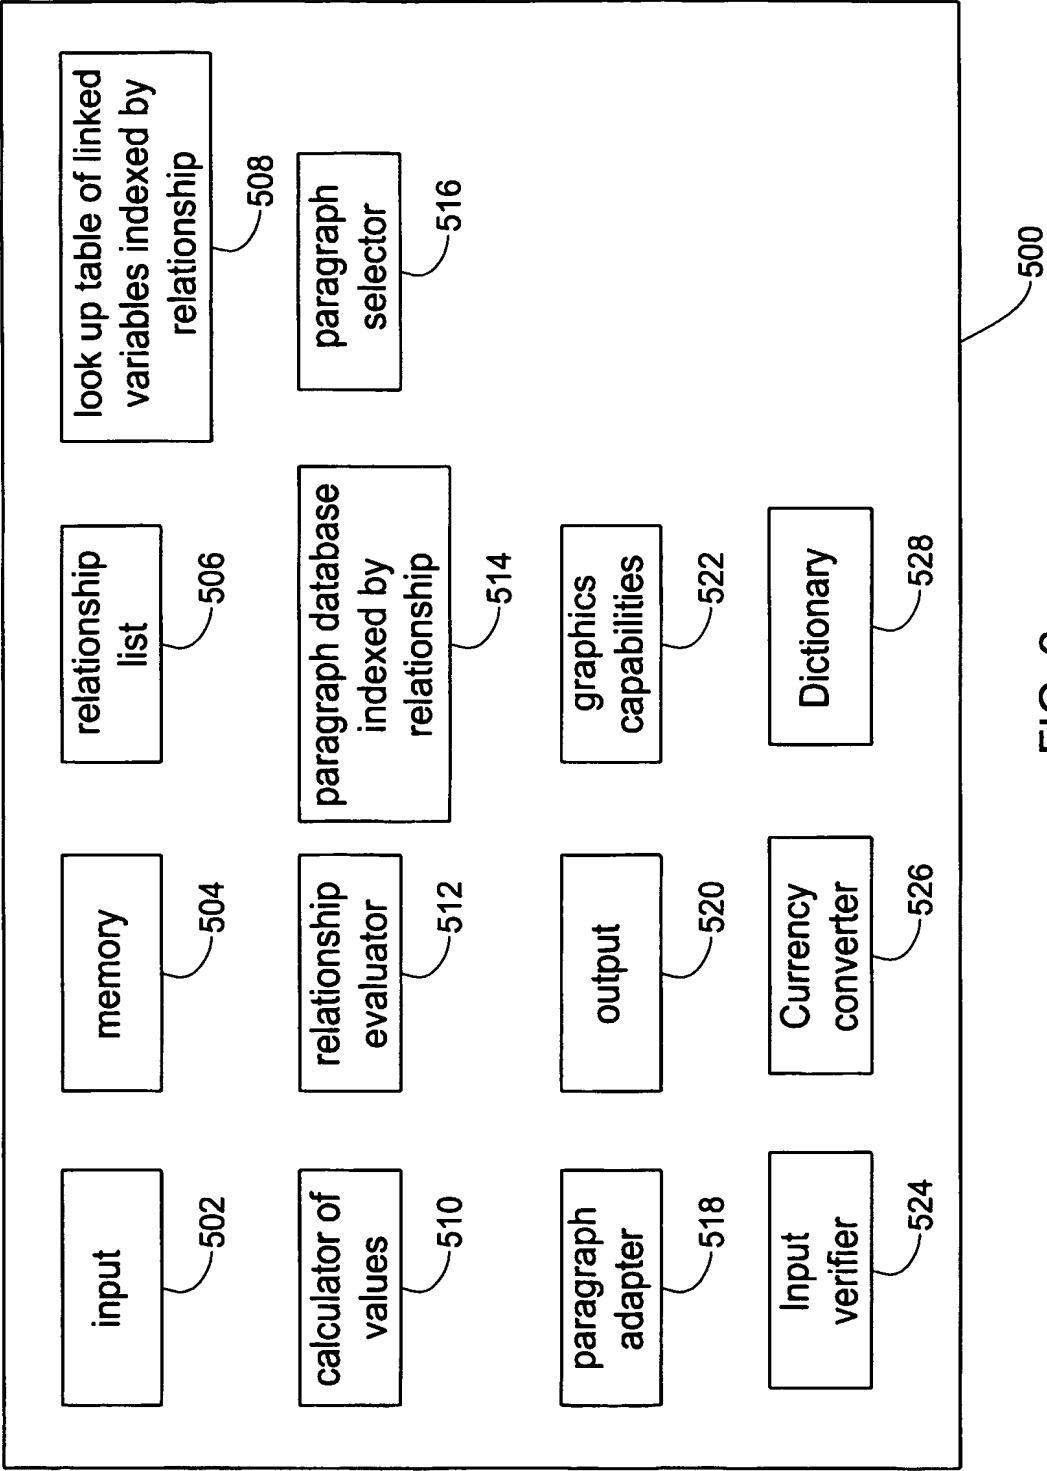 input
502
memory
504
relationship
list
506
look up table of linked
variables indexed by
relationship
508
calculator of
values
510
relationship
evaluator
512
paragraph database
indexed by
relationship
514
paragraph
selector
516
paragraph
adapter
518
output
520
graphics
capabilities
522
Input
verifier
524
Currency
converter
526
Dictionary
528
500
FIG.